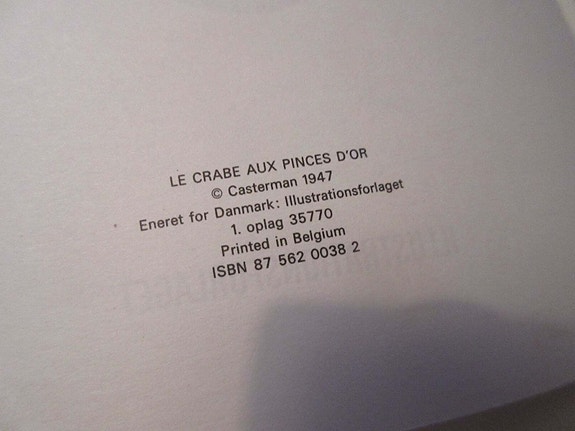 LE CRABE AUX PINCES D'OR
© Casterman 1947
Eneret for Danmark: Illustrationsforlaget
1. oplag 35770
Printed in Belgium
ISBN 87 562 0038 2